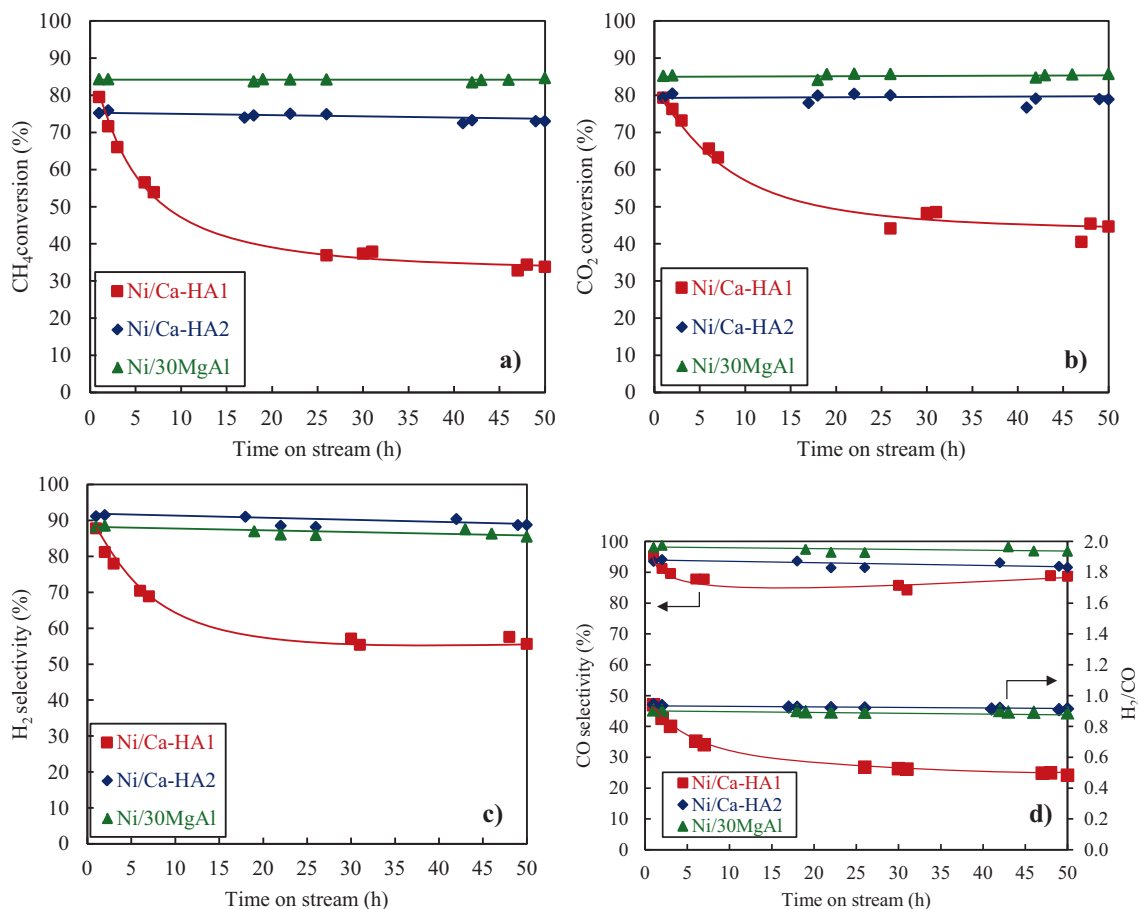 100
90
80
70
60
50
40
30
20
10
0
CH4 conversion (%)
Ni/Ca-HA1
Ni/Ca-HA2
Ni/30MgAl
a)
0 5 10 15 20 25 30 35 40 45 50
Time on stream (h)
100
90
80
70
60
50
40
30
20
10
0
CO2 conversion (%)
Ni/Ca-HA1
Ni/Ca-HA2
Ni/30MgAl
b)
0 5 10 15 20 25 30 35 40 45 50
Time on stream (h)
100
90
80
70
60
50
40
30
20
10
0
H2 selectivity (%)
Ni/Ca-HA1
Ni/Ca-HA2
Ni/30MgAl
c)
0 5 10 15 20 25 30 35 40 45 50
Time on stream (h)
100
90
80
100
60
50
40
30
20
10
0
CO selectivity (%)
2.0
1.8
1.6
1.4
1.2
1.0
0.8
0.6
0.4
0.2
0.0
H2/CO
Ni/Ca-HA1
Ni/Ca-HA2
Ni/30MgAl
d)
0 5 10 15 20 25 30 35 40 45 50
Time on stream (h)